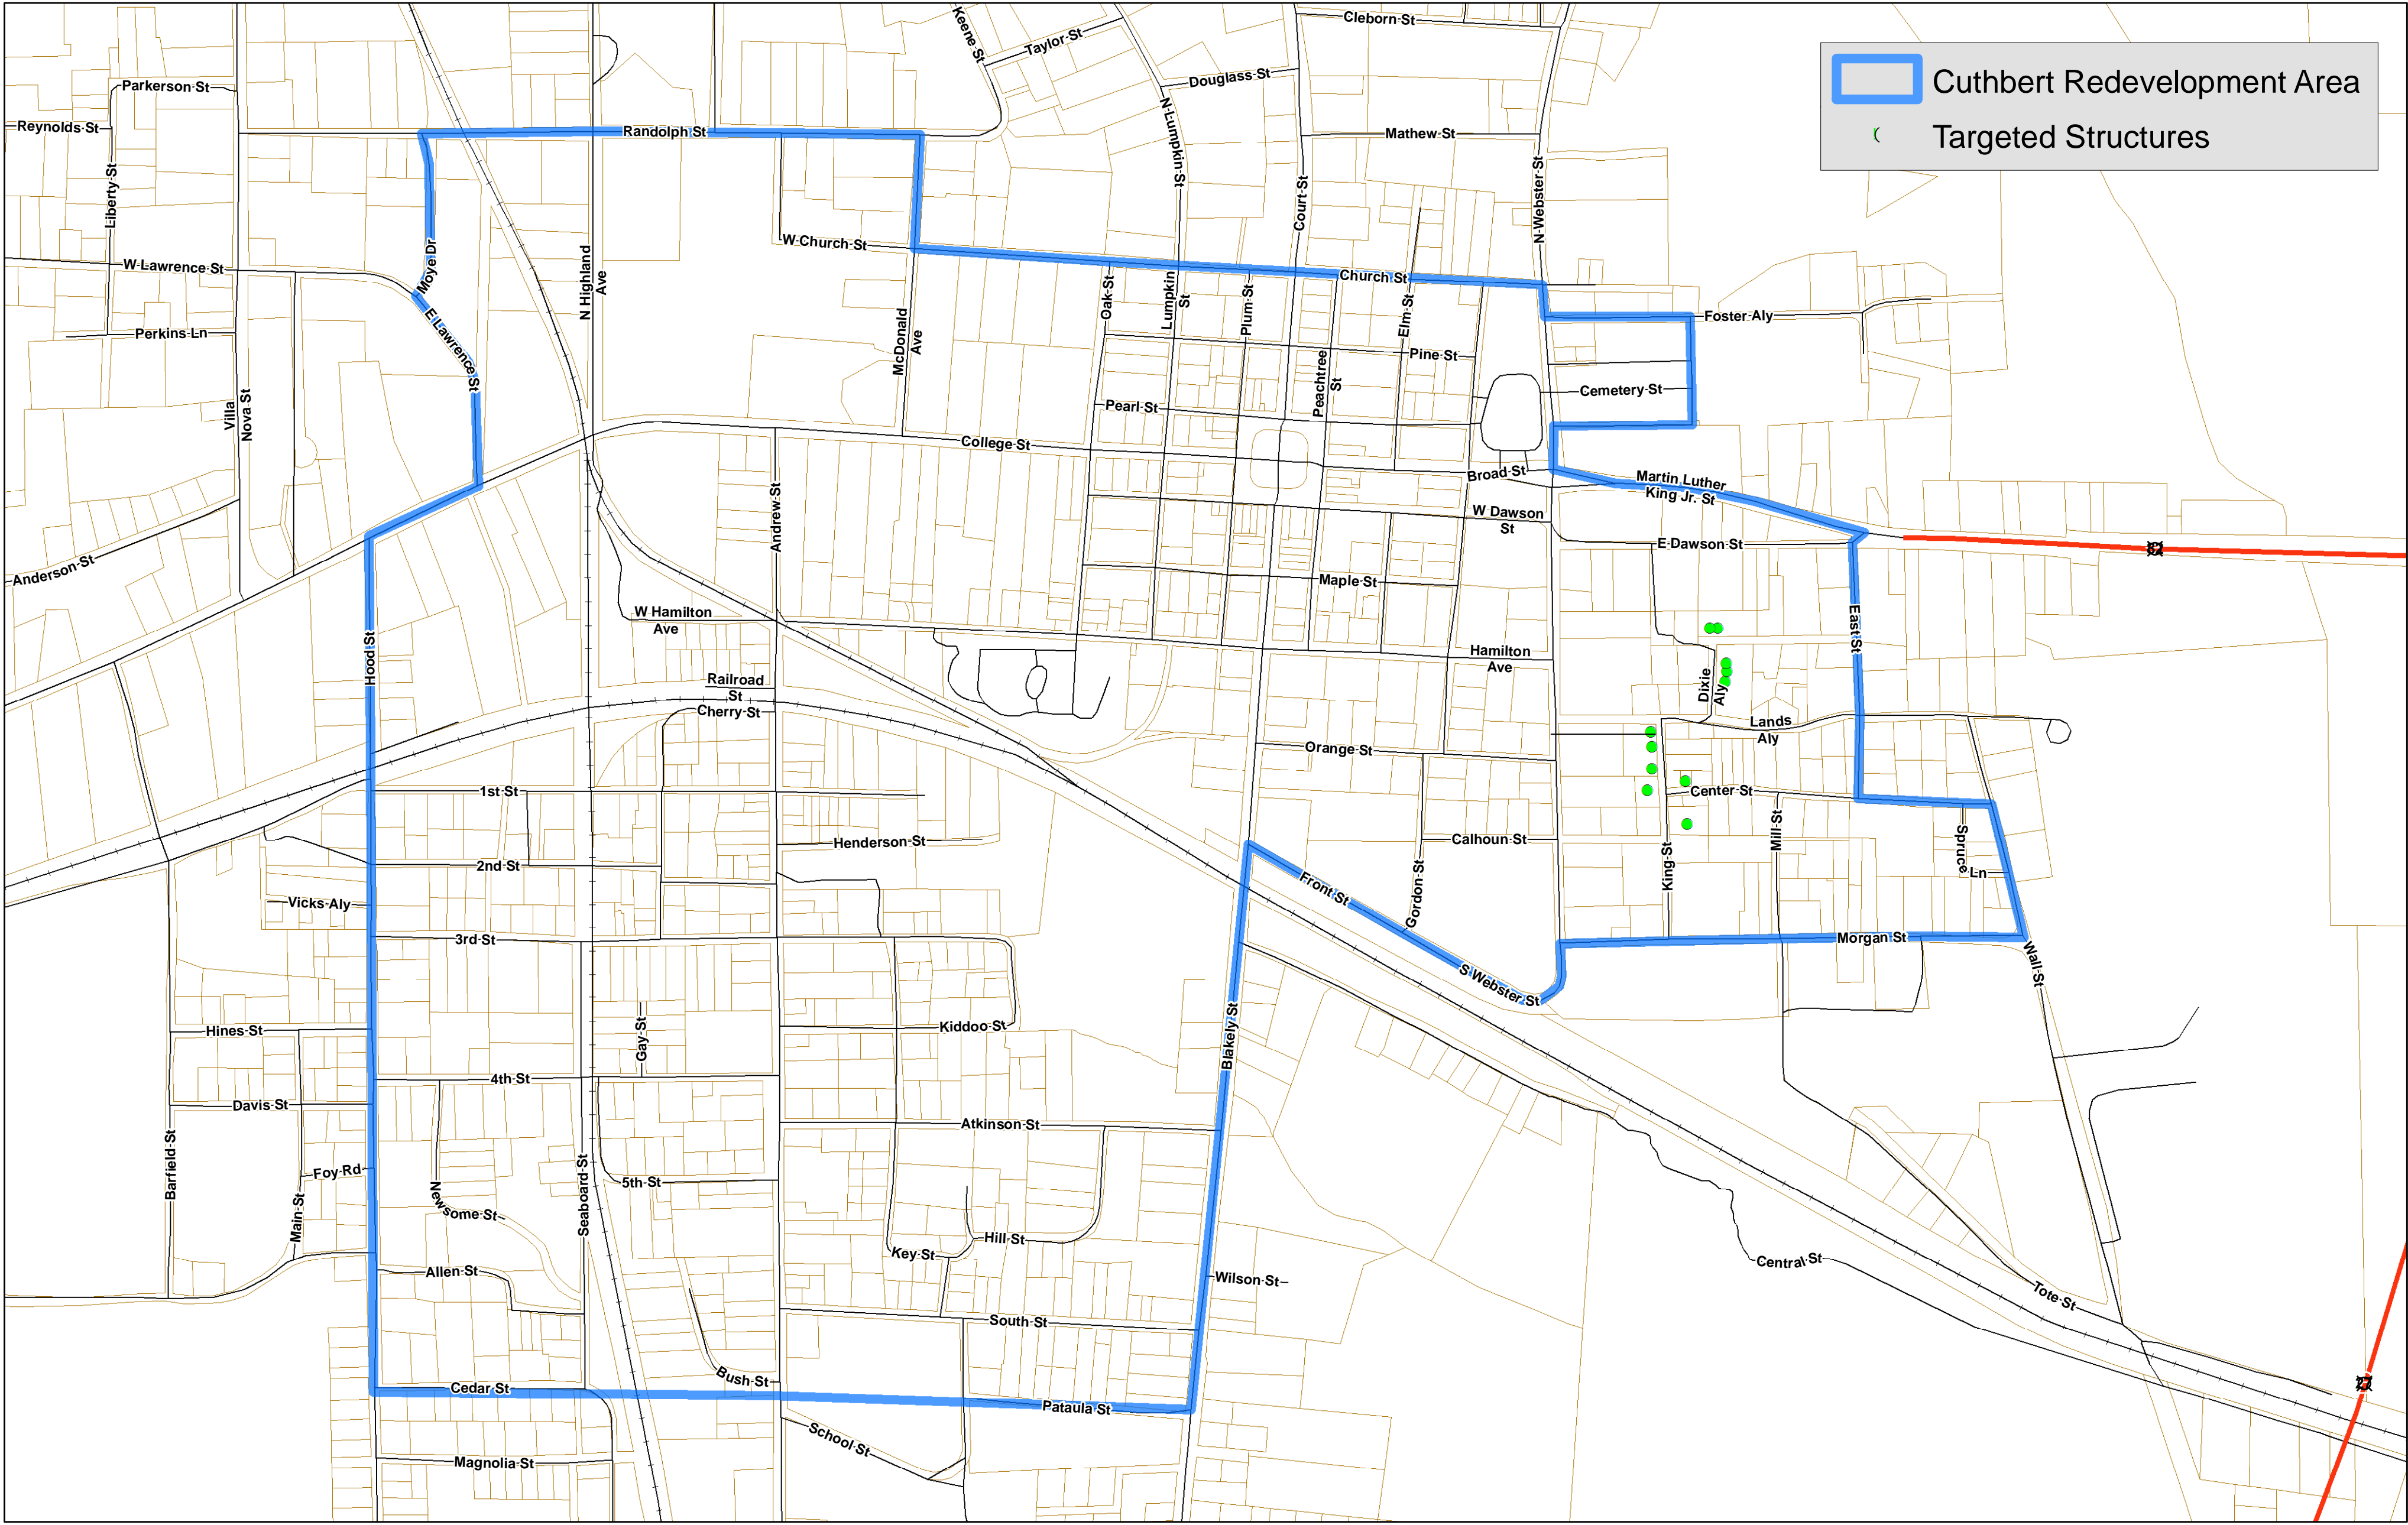 Cleborn St
Keene St
Taylor St
Cuthbert Redevelopment Area
Douglass St
Parkerson St
N Lumpkin St
Reynolds St
Randolph St
Mathew St
Targeted Structures
Liberty St
Court St
N Webster St
W Church St
Moye Dr
W Lawrence St
N Highland
Ave
Church St
Oak St
Lumpkin
St
Plum St
Elm St
Foster Aly
Perkins Ln
E Lawrence St
McDonald
Ave
Pine St
Peachtree
St
Cemetery St
Villa
Nova St
Pearl St
College St
Broad St
Martin Luther
King Jr. St
Andrew St
W Dawson
St
E Dawson St
Anderson St
Maple St
W Hamilton
Ave
East St
Hood St
Hamilton
Ave
Railroad
St
Dixie
Aly
Cherry St
Lands
Aly
Orange St
1st St
Center St
Henderson St
Calhoun St
Mill St
Spruce
Ln
2nd St
King St
Front St
Gordon St
Vicks Aly
3rd St
Morgan St
Wall St
S Webster St
Hines St
Gay St
Kiddoo St
Blakely St
4th St
Davis St
Atkinson St
Barfield St
Foy Rd
5th St
Seaboard St
Main St
Newsome St
Key St
Hill St
Allen St
Wilson St
Central St
Tote St
South St
Cedar St
Bush St
Pataula St
School St
Magnolia St